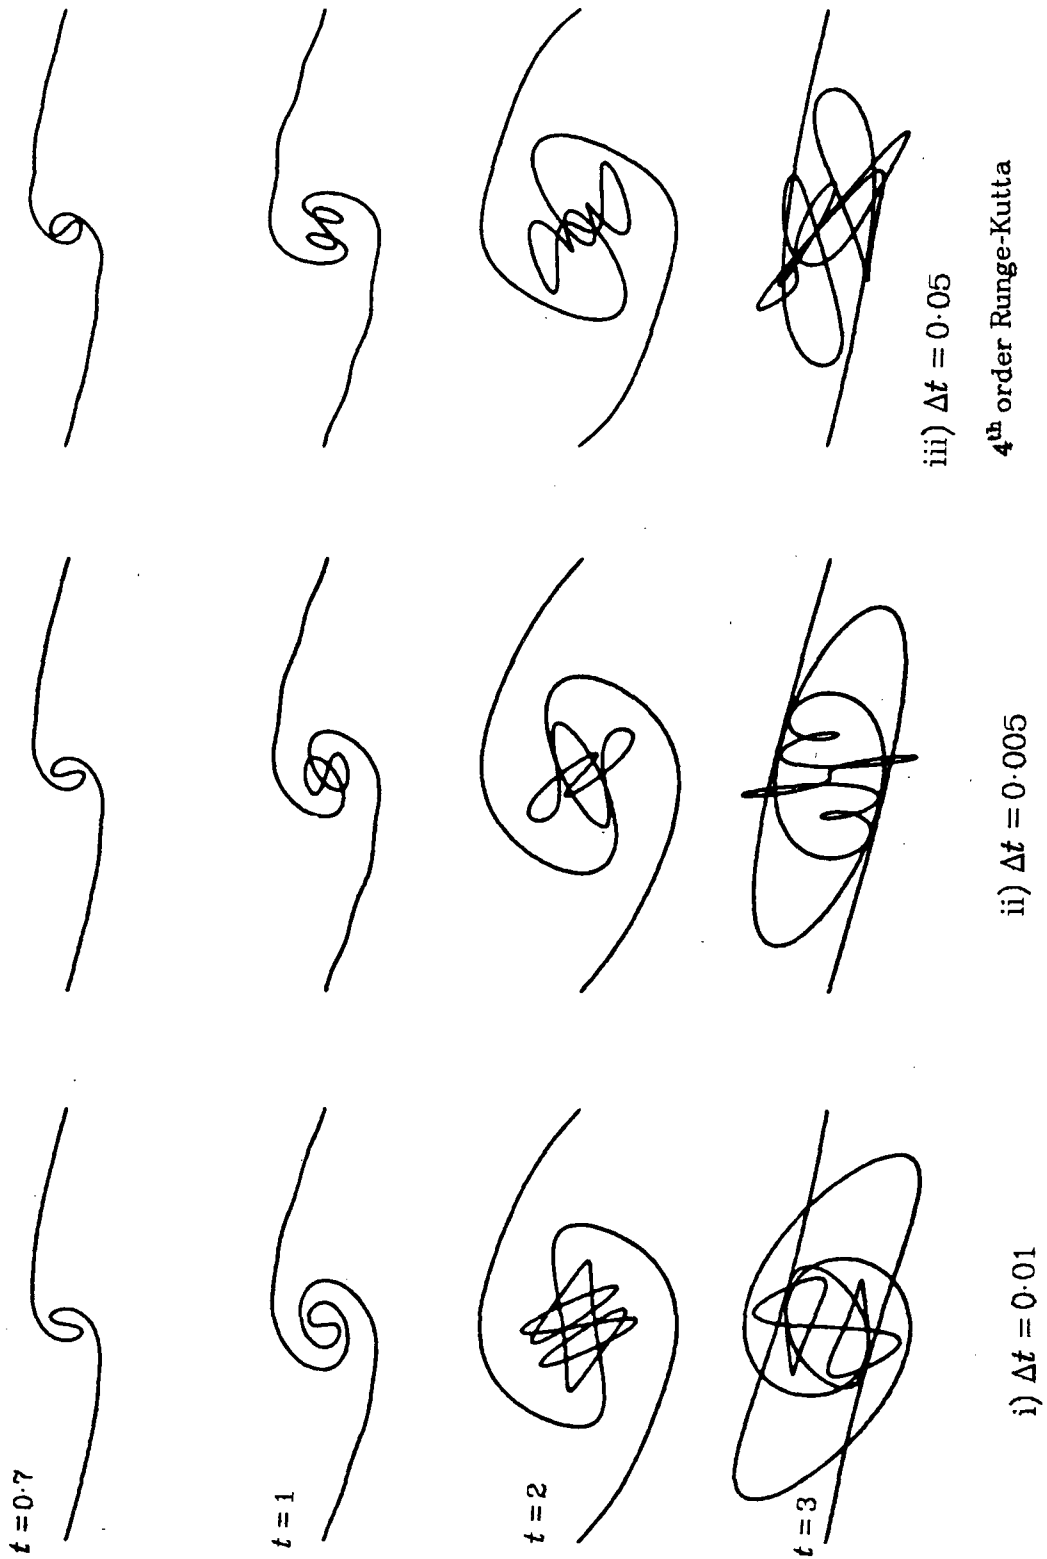 t = 0·7
t = 1
t = 2
t = 3
i) Δt = 0·01
ii) Δt = 0·005
iii) Δt = 0·05
4th order Runge-Kutta